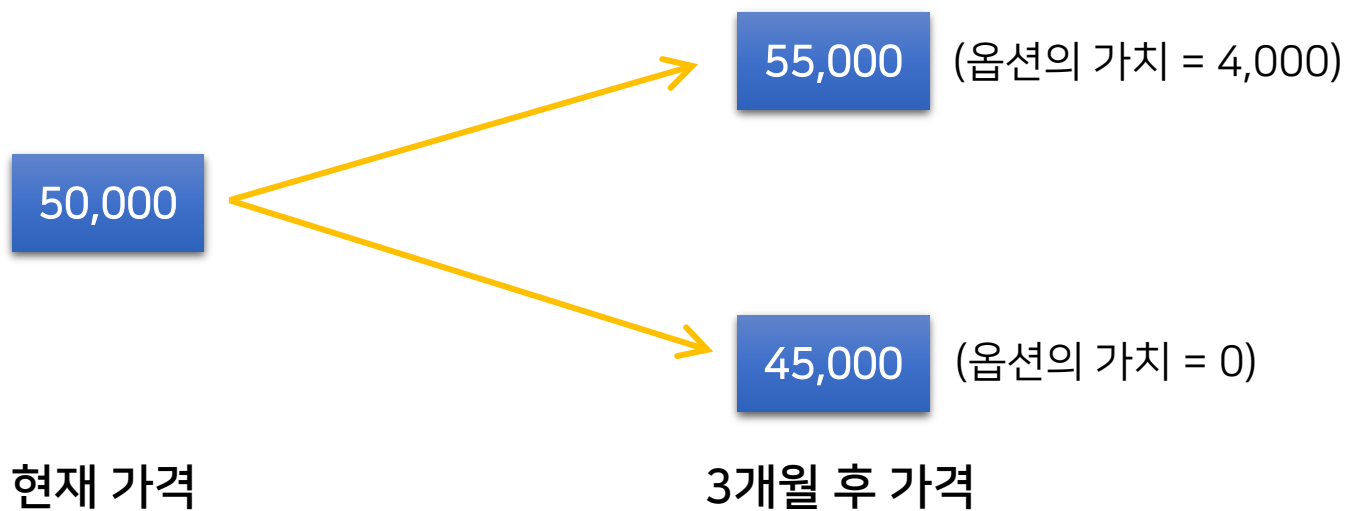 55,000 (옵션의 가치 = 4,000)
50,000
45,000 (옵션의 가치 = 0)
현재 가격 3개월 후 가격